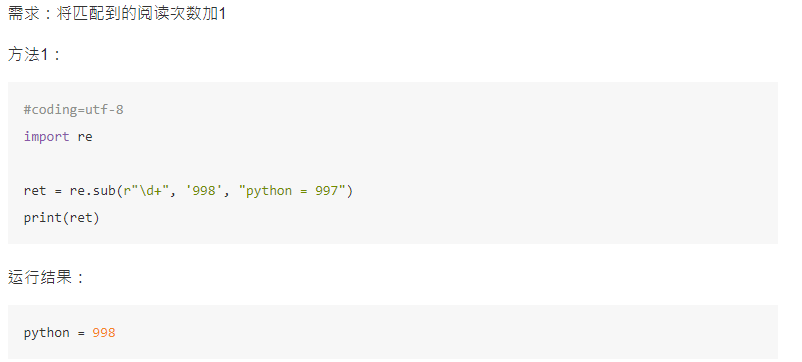 需求：将匹配到的阅读次数加1
方法1：
#coding=utf-8
import re
ret = re.sub(r"\d+", '998', "python = 997")
print(ret)
运行结果：
python = 998